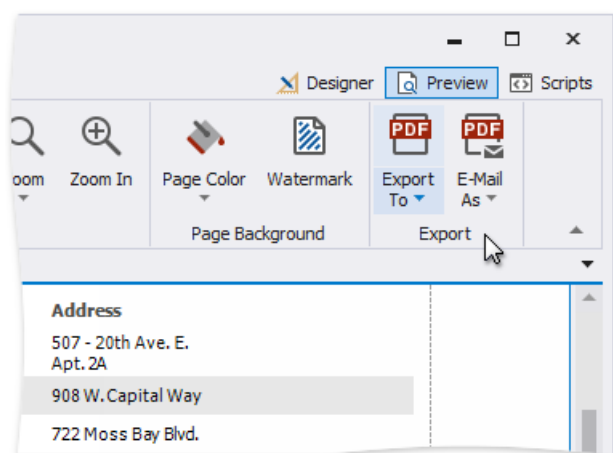 Designer Preview Scripts
PDF PDF
oom Zoom In Page Color Watermark Export E-Mail
To As
Page Background Export
Address
507 - 20th Ave. E.
Apt. 2A
908 W. Capital Way
722 Moss Bay Blvd.